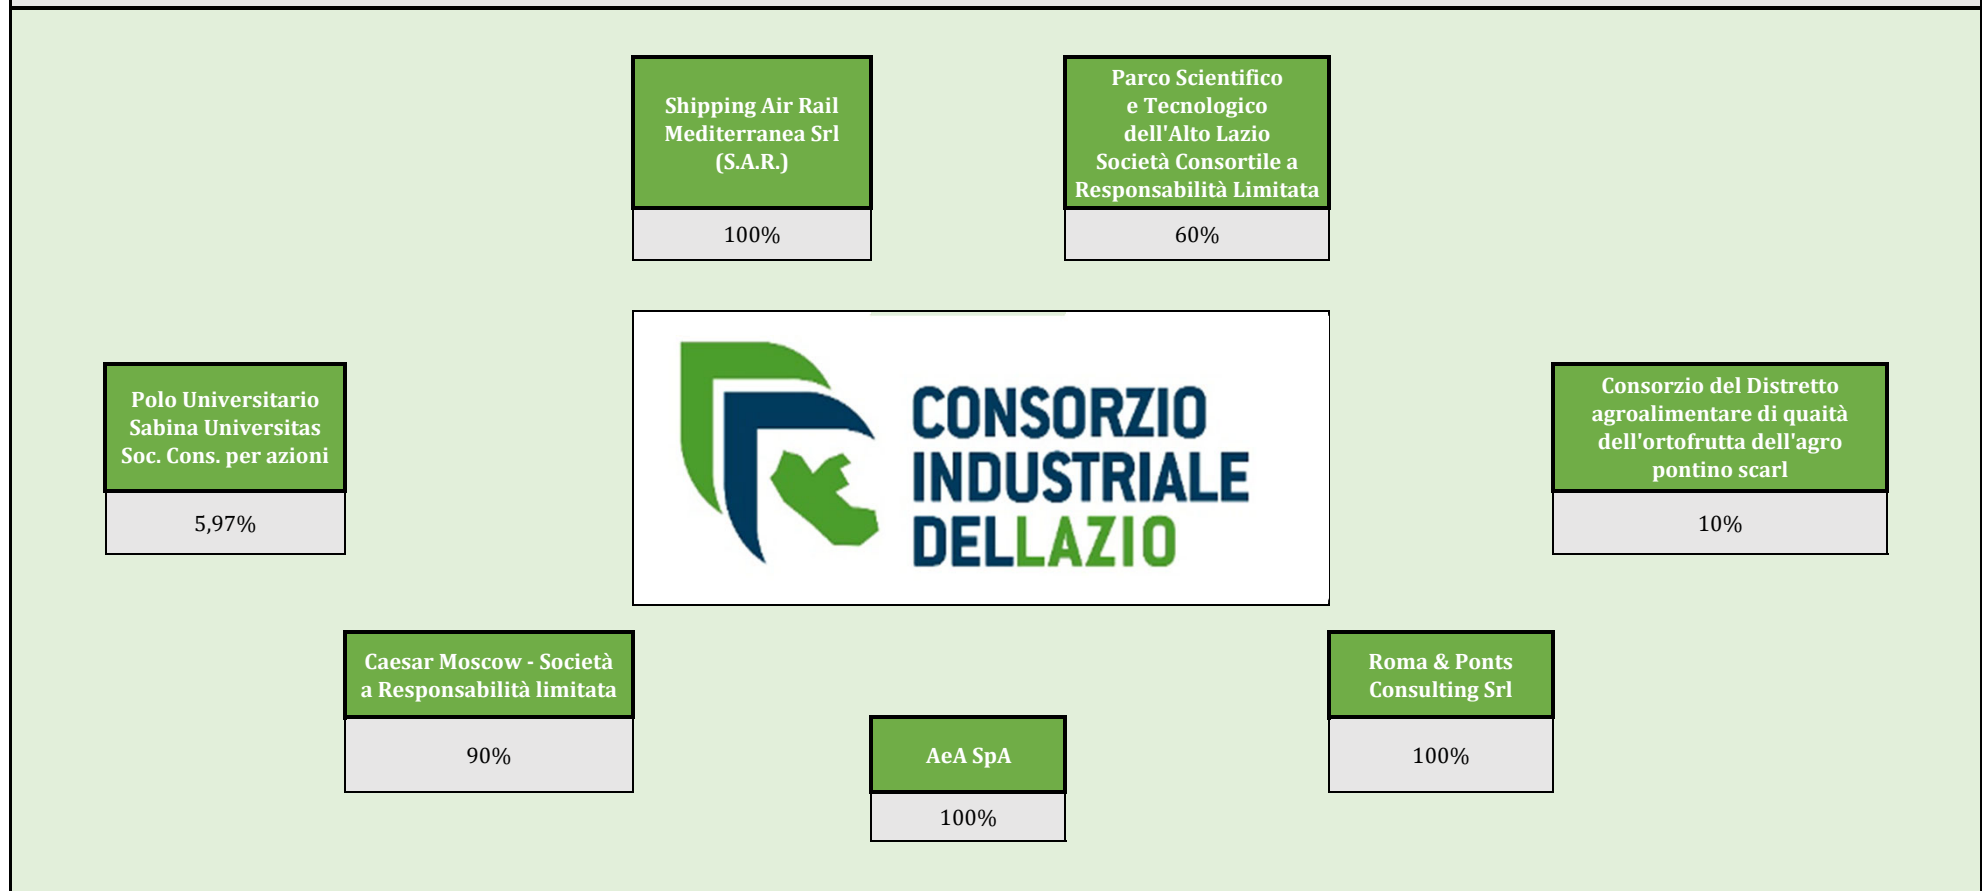 Shipping Air Rail
Mediterranea Srl
(S.A.R.)
100%
Parco Scientifico
e Tecnologico
dell'Alto Lazio
Società Consortile a
Responsabilità Limitata
60%
Polo Universitario
Sabina Universitas
Soc. Cons. per azioni
5,97%
CONSORZIO
INDUSTRIALE
DELLAZIO
Consorzio del Distretto
agroalimentare di quaità
dell'ortofrutta dell'agro
pontino scarl
10%
Caesar Moscow - Società
a Responsabilità limitata
90%
AeA SpA
100%
Roma & Ponts
Consulting Srl
100%